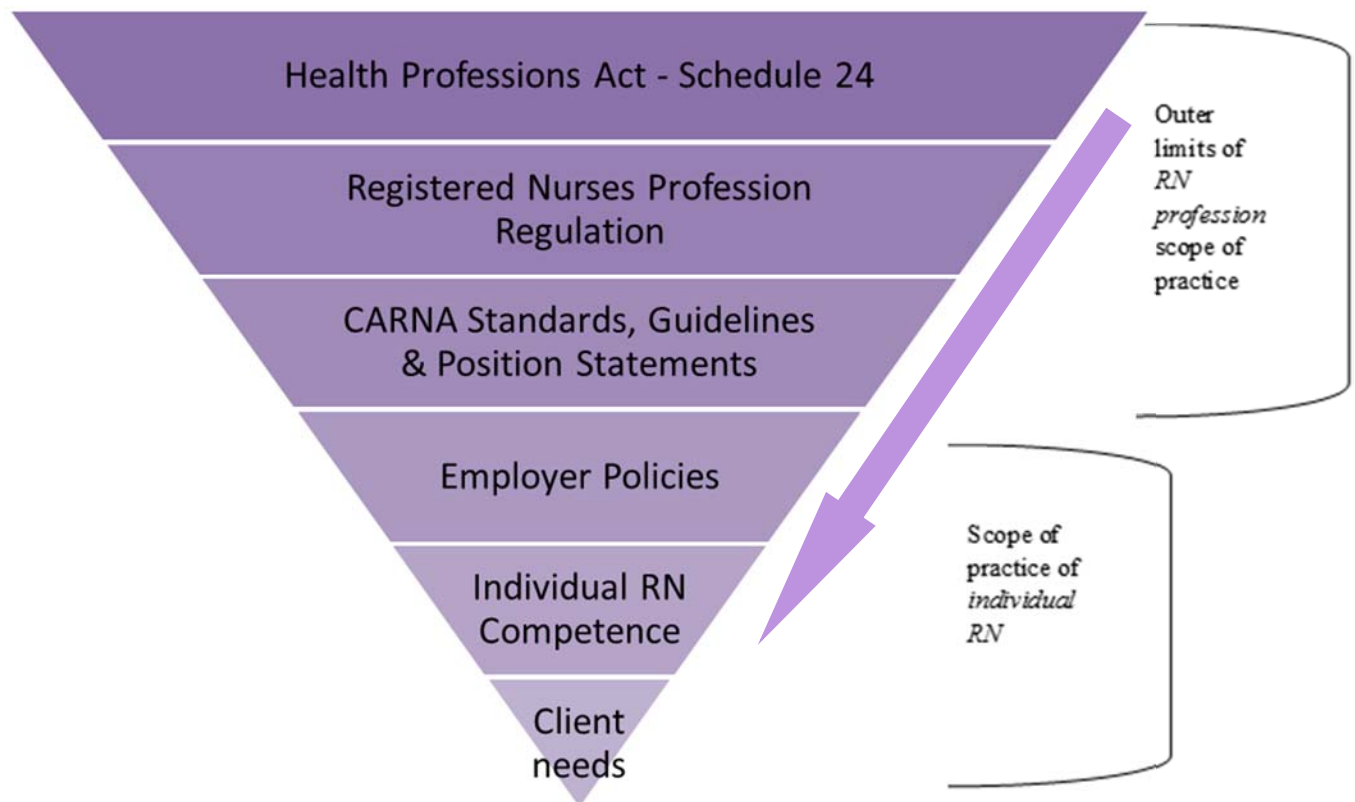 Health Professions Act - Schedule 24
Registered Nurses Profession
Regulation
CARNA Standards, Guidelines
& Position Statements
Employer Policies
Individual RN
Competence
Client
needs
Outer
limits of
RN
profession
scope of
practice
Scope of
practice of
individual
RN